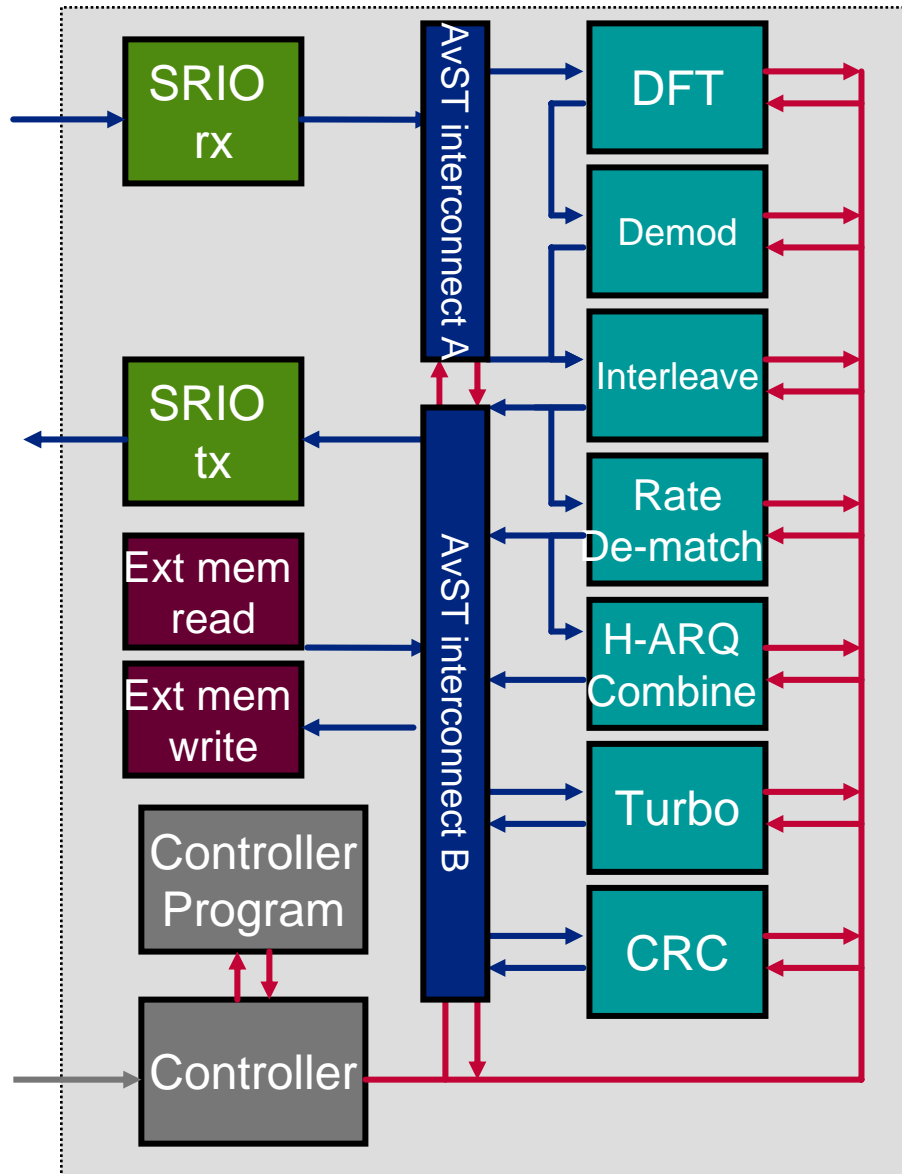 SRIO
rx
AvST interconnect A
DFT
Demod
Interleave
SRIO
tx
Rate
De-match
Ext mem
read
AvST interconnect B
H-ARQ
Combine
Ext mem
write
Turbo
Controller
Program
CRC
Controller